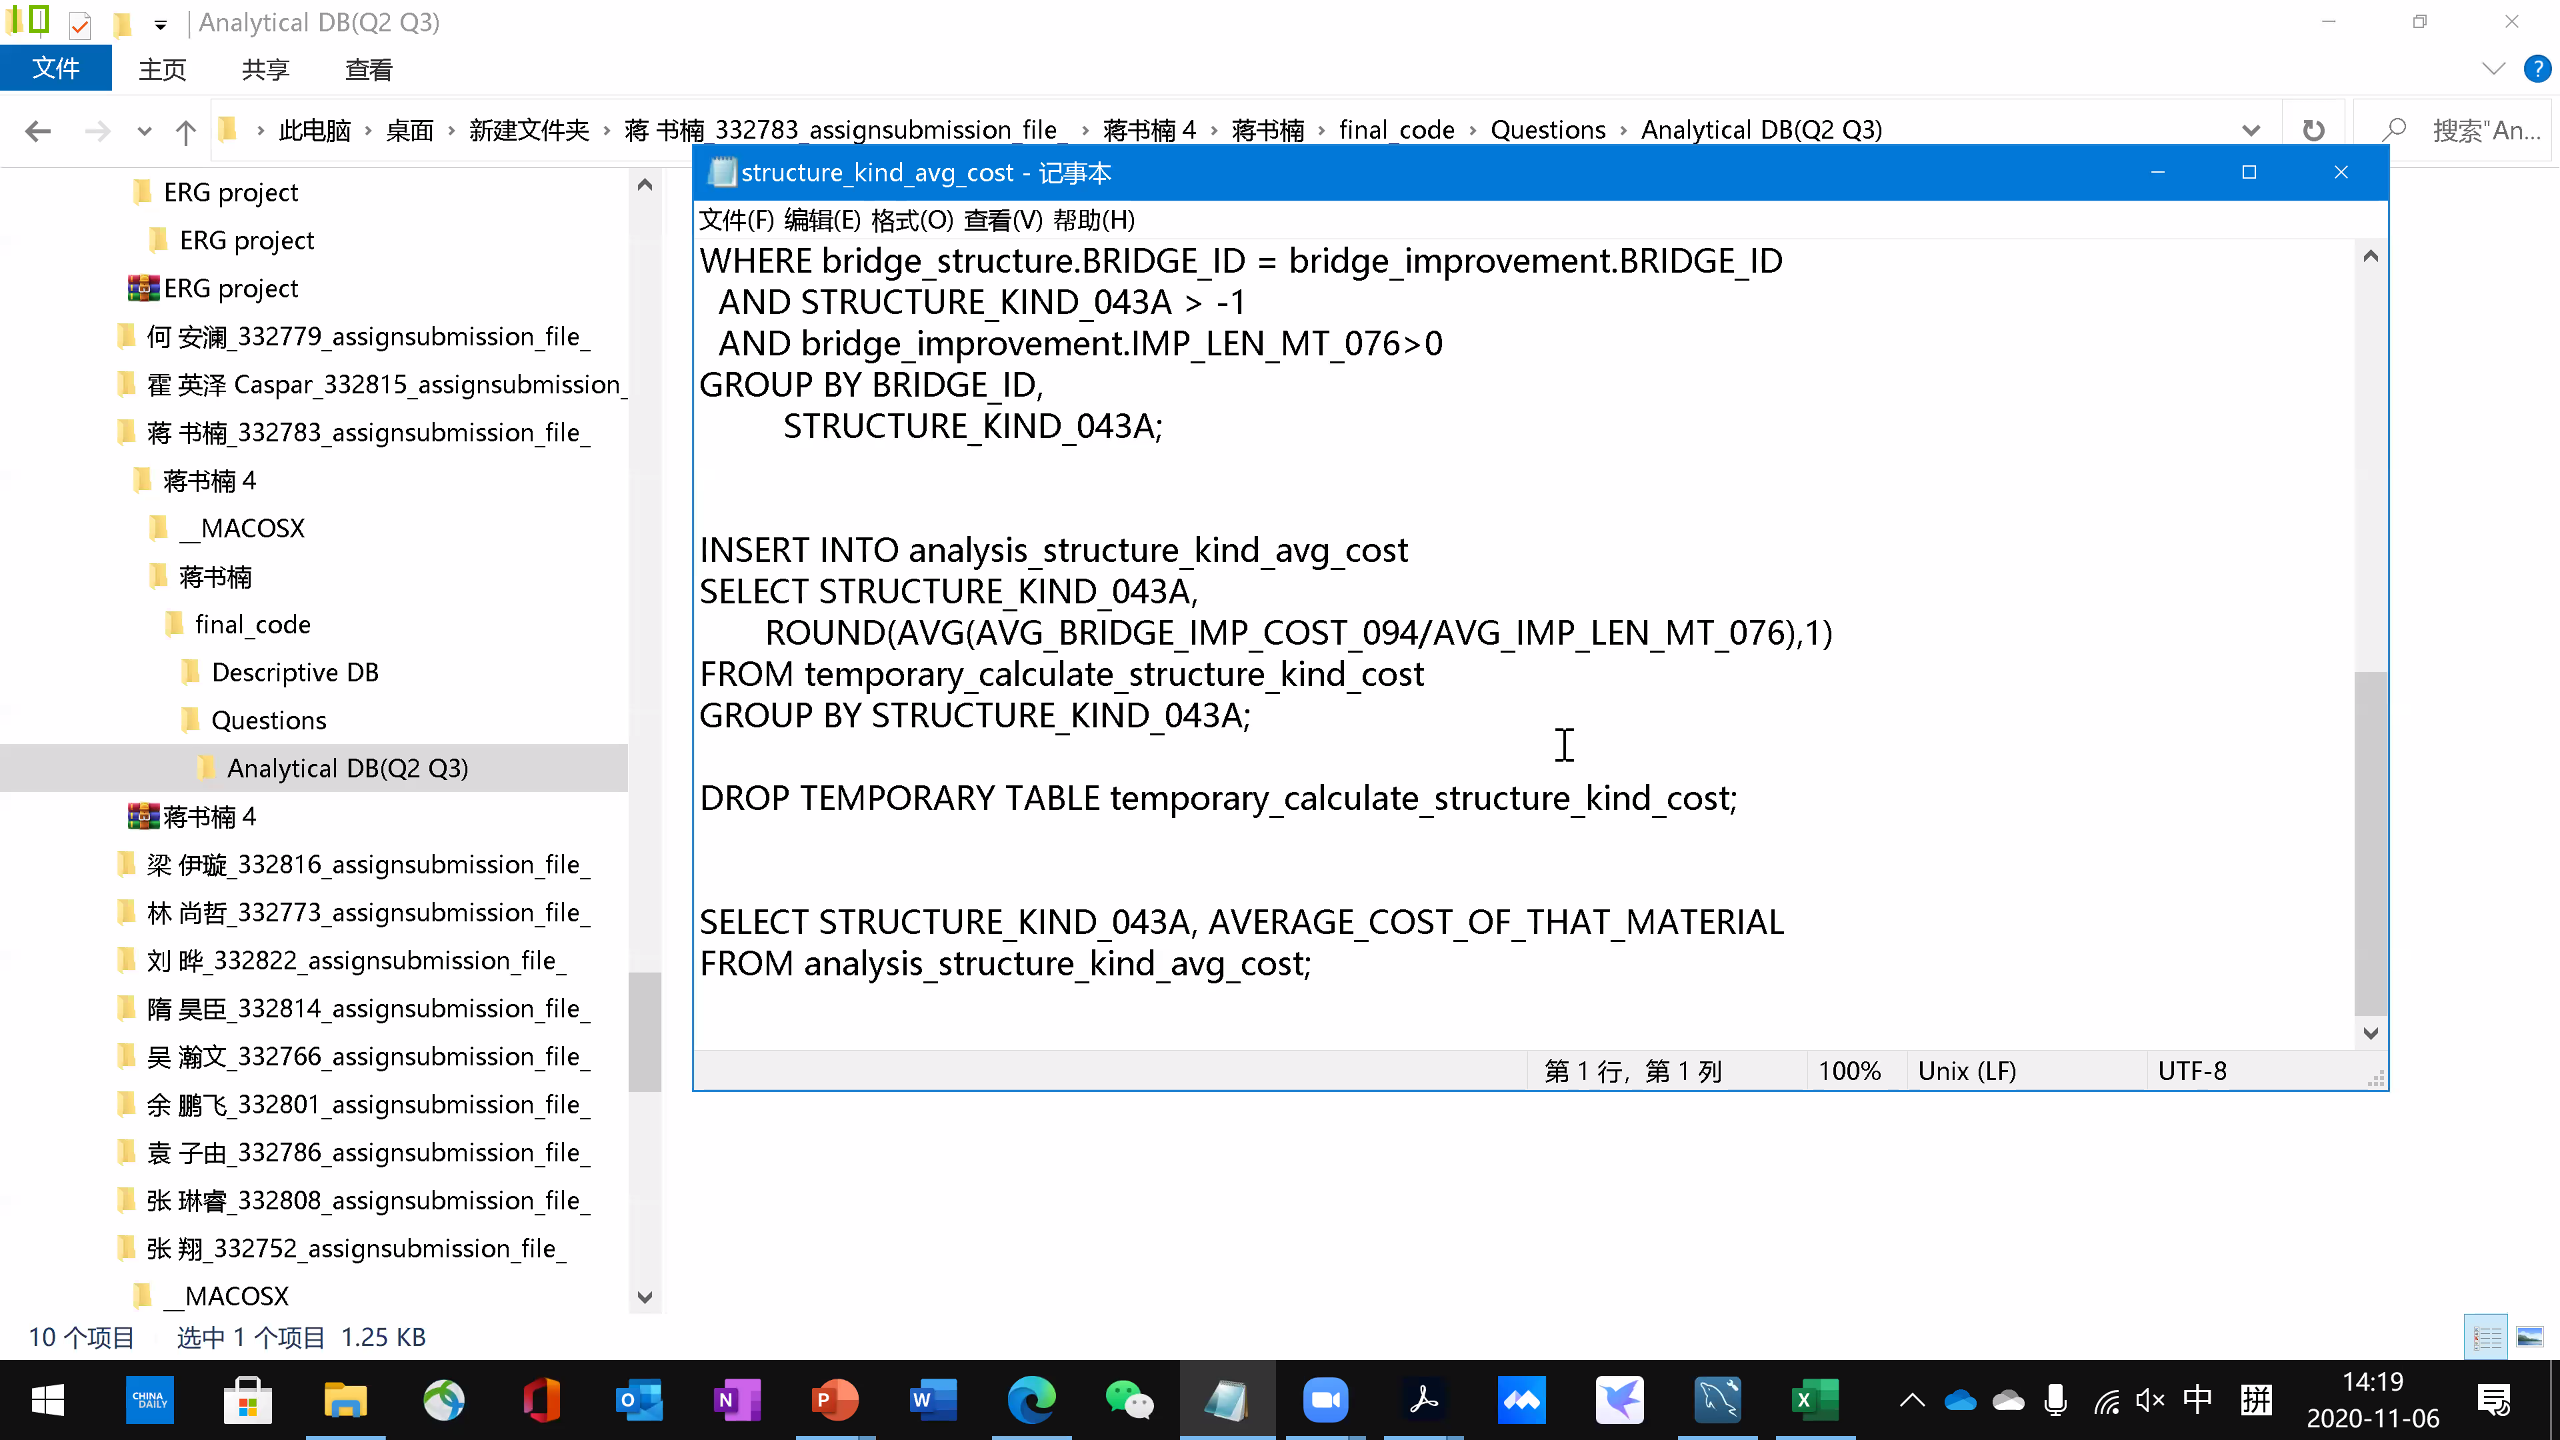 Analytical DB(Q2 Q3)
文件
主页
共享
查看
此电脑 › 桌面 › 新建文件夹 › 蒋 书楠_332783_assignsubmission_file_ › 蒋书楠 4 › 蒋书楠 › final_code › Questions › Analytical DB(Q2 Q3)
搜索"An...
ERG project
ERG project
ERG project
何 安澜_332779_assignsubmission_file_
霍 英泽 Caspar_332815_assignsubmission_
蒋 书楠_332783_assignsubmission_file_
蒋书楠 4
__MACOSX
蒋书楠
final_code
Descriptive DB
Questions
Analytical DB(Q2 Q3)
蒋书楠 4
梁 伊璇_332816_assignsubmission_file_
林 尚哲_332773_assignsubmission_file_
刘 晔_332822_assignsubmission_file_
隋 昊臣_332814_assignsubmission_file_
吴 瀚文_332766_assignsubmission_file_
余 鹏飞_332801_assignsubmission_file_
袁 子由_332786_assignsubmission_file_
张 琳睿_332808_assignsubmission_file_
张 翔_332752_assignsubmission_file_
__MACOSX
10 个项目
选中 1 个项目 1.25 KB
structure_kind_avg_cost - 记事本
文件(F) 编辑(E) 格式(O) 查看(V) 帮助(H)
WHERE bridge_structure.BRIDGE_ID = bridge_improvement.BRIDGE_ID
AND STRUCTURE_KIND_043A > -1
AND bridge_improvement.IMP_LEN_MT_076>0
GROUP BY BRIDGE_ID,
STRUCTURE_KIND_043A;
INSERT INTO analysis_structure_kind_avg_cost
SELECT STRUCTURE_KIND_043A,
ROUND(AVG(AVG_BRIDGE_IMP_COST_094/AVG_IMP_LEN_MT_076),1)
FROM temporary_calculate_structure_kind_cost
GROUP BY STRUCTURE_KIND_043A;
DROP TEMPORARY TABLE temporary_calculate_structure_kind_cost;
SELECT STRUCTURE_KIND_043A, AVERAGE_COST_OF_THAT_MATERIAL
FROM analysis_structure_kind_avg_cost;
第 1 行，第 1 列
100%
Unix (LF)
UTF-8
CHINA DAILY
中
拼
14:19
2020-11-06